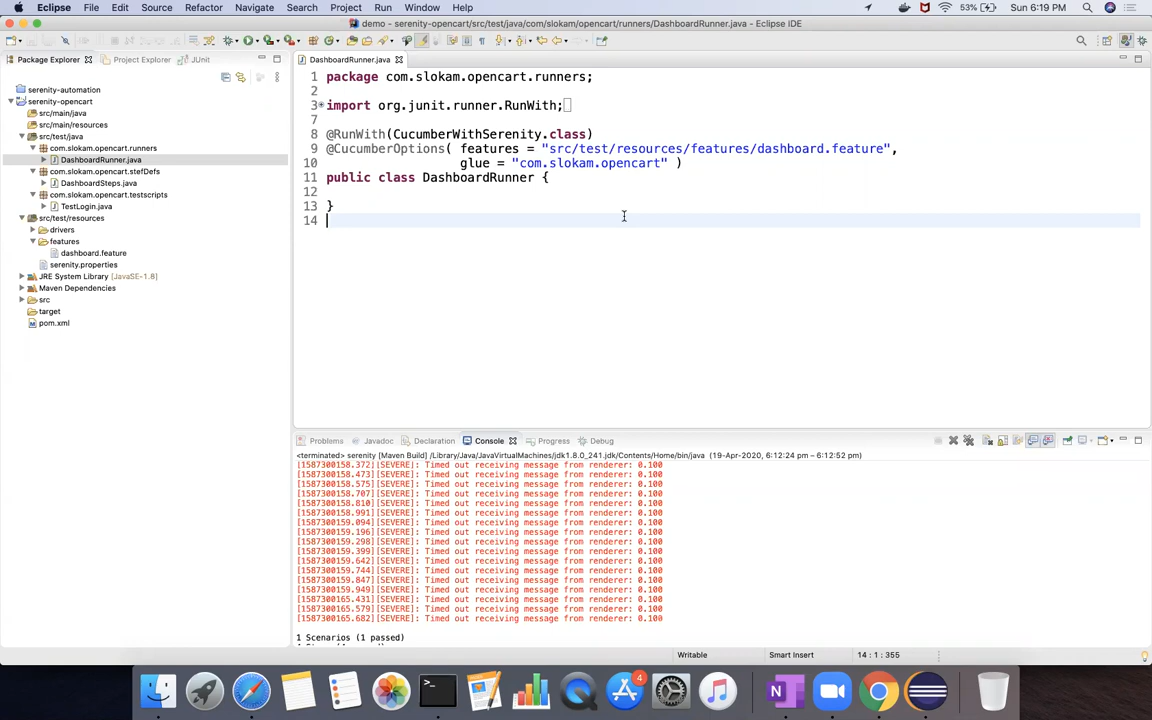 Eclipse File Edit Source Refactor Navigate Search Project Run Window Help 53% Sun 6:19 PM
demo - serenity-opencart/src/test/java/com/slokam/opencart/runners/DashboardRunner.java - Eclipse IDE
Package Explorer Project Explorer JUnit
serenity-automation
serenity-opencart
src/main/java
src/main/resources
src/test/java
com.slokam.opencart.runners
DashboardRunner.java
com.slokam.opencart.stefDefs
DashboardSteps.java
com.slokam.opencart.testscripts
TestLogin.java
src/test/resources
drivers
features
dashboard.feature
serenity.properties
JRE System Library [JavaSE-1.8]
Maven Dependencies
src
target
pom.xml
DashboardRunner.java
1 package com.slokam.opencart.runners;
2
3 import org.junit.runner.RunWith;
7
8 @RunWith(CucumberWithSerenity.class)
9 @CucumberOptions( features = "src/test/resources/features/dashboard.feature",
10 glue = "com.slokam.opencart" )
11 public class DashboardRunner {
12
13 }
14
Problems Javadoc Declaration Console Progress Debug
<terminated> serenity [Maven Build] /Library/Java/JavaVirtualMachines/jdk1.8.0_241.jdk/Contents/Home/bin/java (19-Apr-2020, 6:12:24 pm – 6:12:52 pm)
[1587300158.372][SEVERE]: Timed out receiving message from renderer: 0.100
[1587300158.473][SEVERE]: Timed out receiving message from renderer: 0.100
[1587300158.575][SEVERE]: Timed out receiving message from renderer: 0.100
[1587300158.707][SEVERE]: Timed out receiving message from renderer: 0.100
[1587300158.810][SEVERE]: Timed out receiving message from renderer: 0.100
[1587300158.991][SEVERE]: Timed out receiving message from renderer: 0.100
[1587300159.094][SEVERE]: Timed out receiving message from renderer: 0.100
[1587300159.196][SEVERE]: Timed out receiving message from renderer: 0.100
[1587300159.298][SEVERE]: Timed out receiving message from renderer: 0.100
[1587300159.399][SEVERE]: Timed out receiving message from renderer: 0.100
[1587300159.642][SEVERE]: Timed out receiving message from renderer: 0.100
[1587300159.744][SEVERE]: Timed out receiving message from renderer: 0.100
[1587300159.847][SEVERE]: Timed out receiving message from renderer: 0.100
[1587300159.949][SEVERE]: Timed out receiving message from renderer: 0.100
[1587300165.431][SEVERE]: Timed out receiving message from renderer: 0.100
[1587300165.579][SEVERE]: Timed out receiving message from renderer: 0.100
[1587300165.682][SEVERE]: Timed out receiving message from renderer: 0.100
1 Scenarios (1 passed)
Writable Smart Insert 14 : 1 : 355
4